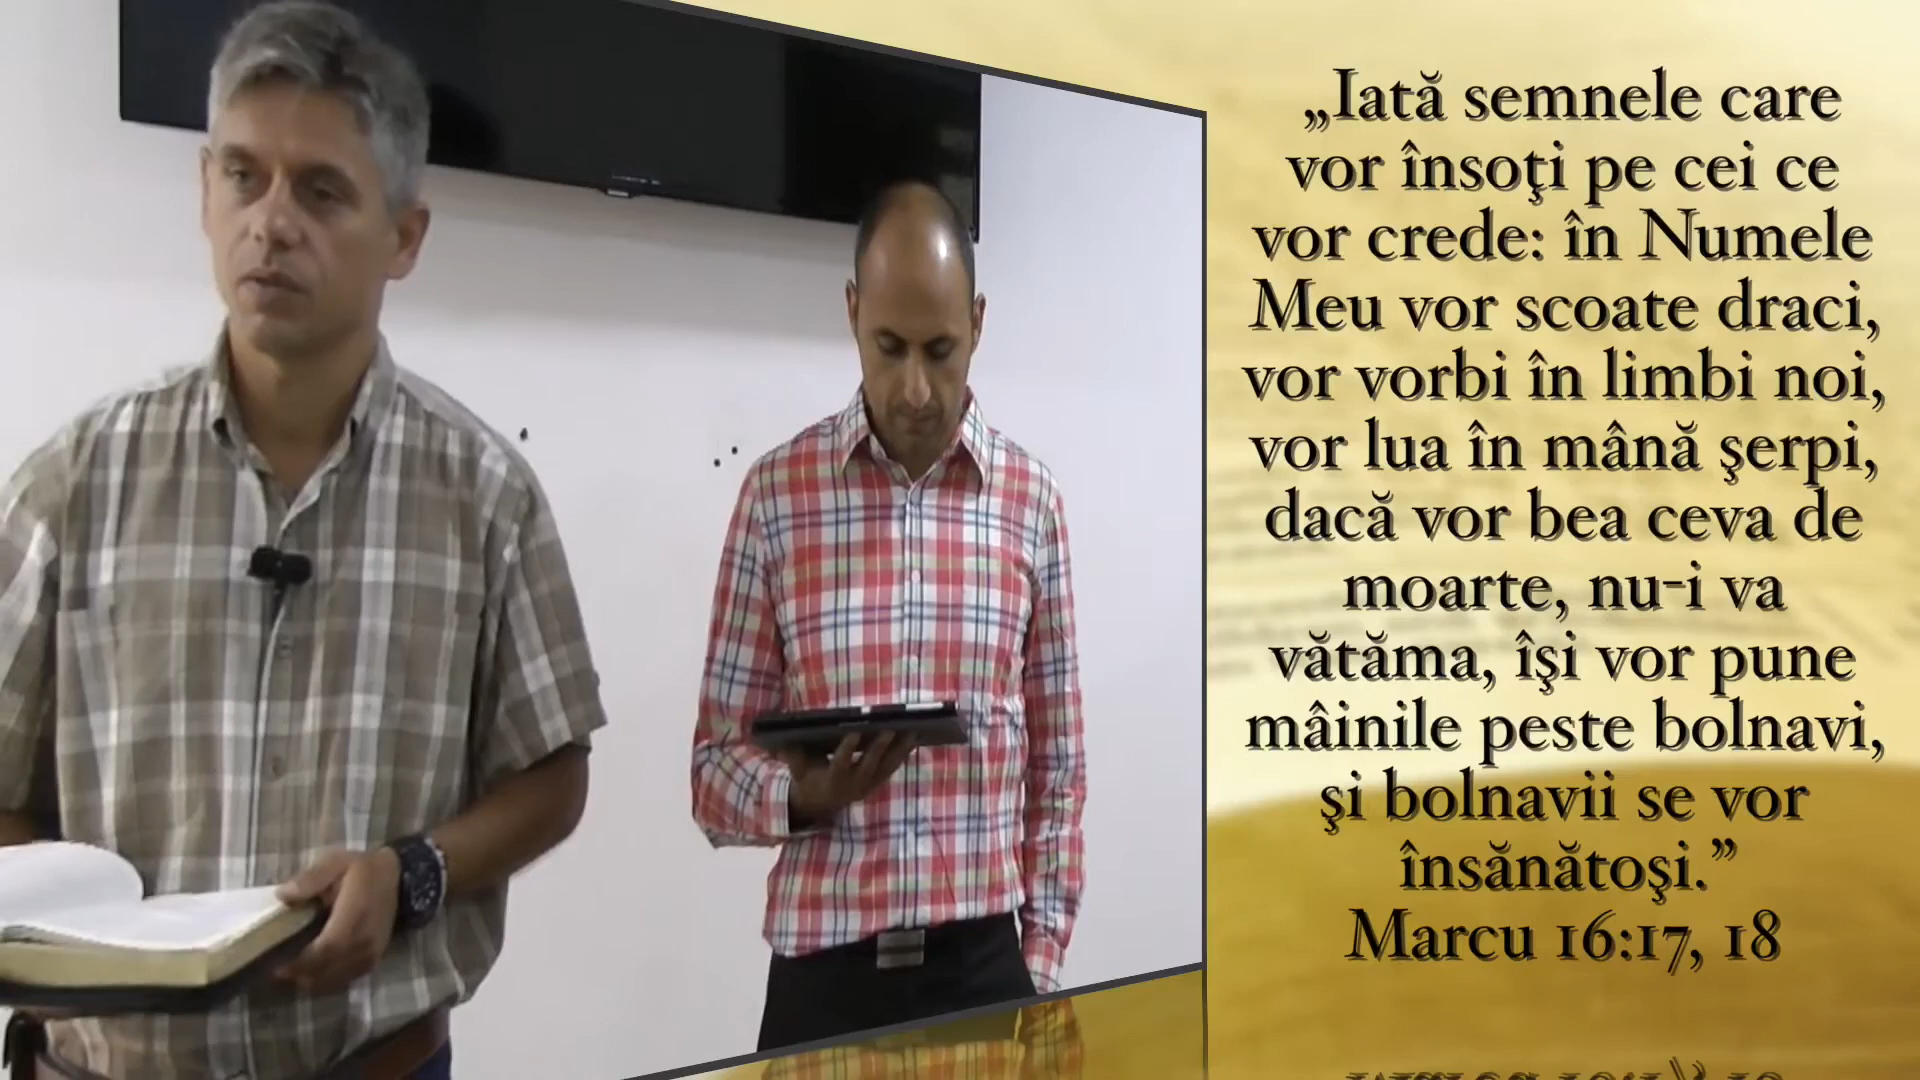 „Iată semnele care
vor însoţi pe cei ce
vor crede: în Numele
Meu vor scoate draci,
vor vorbi în limbi noi,
vor lua în mână şerpi,
dacă vor bea ceva de
moarte, nu-i va
vătăma, îşi vor pune
mâinile peste bolnavi,
şi bolnavii se vor
însănătoşi.”
Marcu 16:17, 18